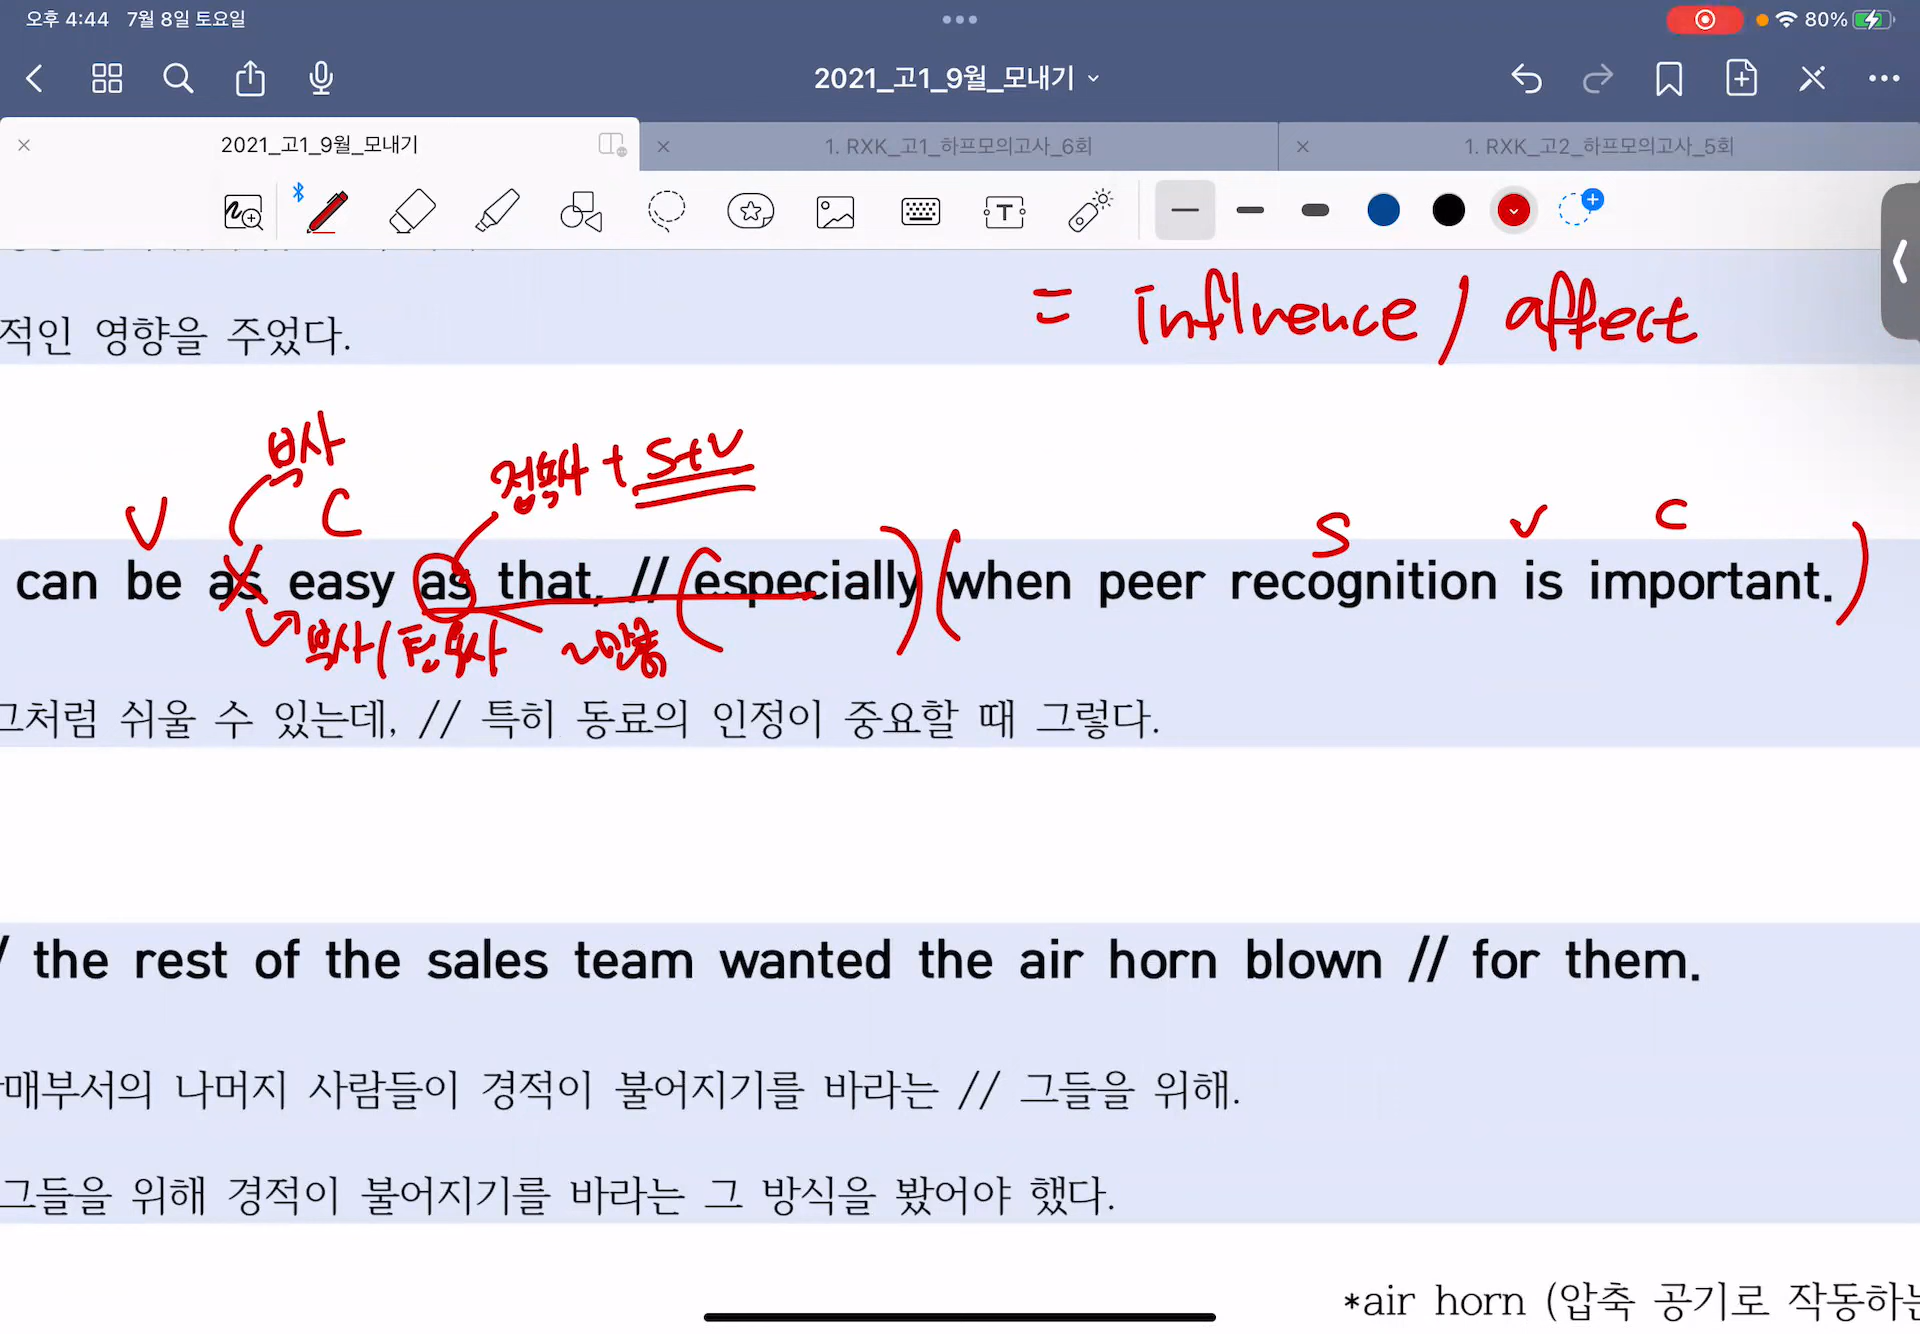 오후 4:44 7월 8일 토요일
80%
2021_고1_9월_모내기
2021_고1_9월_모내기
1. RXK_고1_하프모의고사_6회
1. RXK_고2_하프모의고사_5회
= influence / affect
적인 영향을 주었다.
부사
접속사 + S+V
V C S V C
can be as easy as that, // (especially) (when peer recognition is important.)
부사/형용사 ~만큼
그처럼 쉬울 수 있는데, // 특히 동료의 인정이 중요할 때 그렇다.
/ the rest of the sales team wanted the air horn blown // for them.
매부서의 나머지 사람들이 경적이 불어지기를 바라는 // 그들을 위해.
그들을 위해 경적이 불어지기를 바라는 그 방식을 봤어야 했다.
*air horn (압축 공기로 작동하는